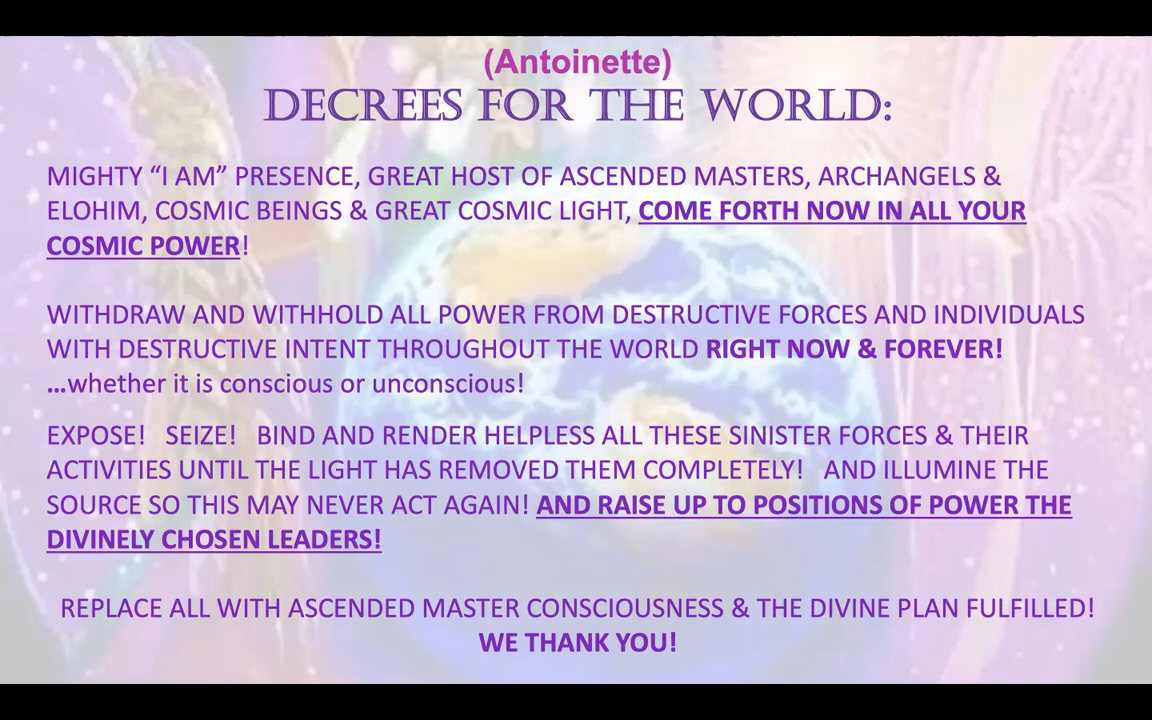 (Antoinette)
DECREES FOR THE WORLD:
MIGHTY “I AM” PRESENCE, GREAT HOST OF ASCENDED MASTERS, ARCHANGELS &
ELOHIM, COSMIC BEINGS & GREAT COSMIC LIGHT, COME FORTH NOW IN ALL YOUR
COSMIC POWER!
WITHDRAW AND WITHHOLD ALL POWER FROM DESTRUCTIVE FORCES AND INDIVIDUALS
WITH DESTRUCTIVE INTENT THROUGHOUT THE WORLD RIGHT NOW & FOREVER!
…whether it is conscious or unconscious!
EXPOSE! SEIZE! BIND AND RENDER HELPLESS ALL THESE SINISTER FORCES & THEIR
ACTIVITIES UNTIL THE LIGHT HAS REMOVED THEM COMPLETELY! AND ILLUMINE THE
SOURCE SO THIS MAY NEVER ACT AGAIN! AND RAISE UP TO POSITIONS OF POWER THE
DIVINELY CHOSEN LEADERS!
REPLACE ALL WITH ASCENDED MASTER CONSCIOUSNESS & THE DIVINE PLAN FULFILLED!
WE THANK YOU!